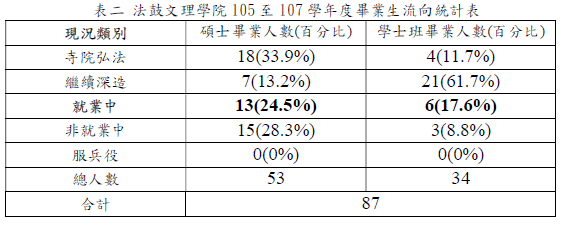 表二 法鼓文理學院 105 至 107 學年度畢業生流向統計表
現況類別 碩士畢業人數(百分比) 學士班畢業人數(百分比)
寺院弘法 18(33.9%) 4(11.7%)
繼續深造 7(13.2%) 21(61.7%)
就業中 13(24.5%) 6(17.6%)
非就業中 15(28.3%) 3(8.8%)
服兵役 0(0%) 0(0%)
總人數 53 34
合計 87